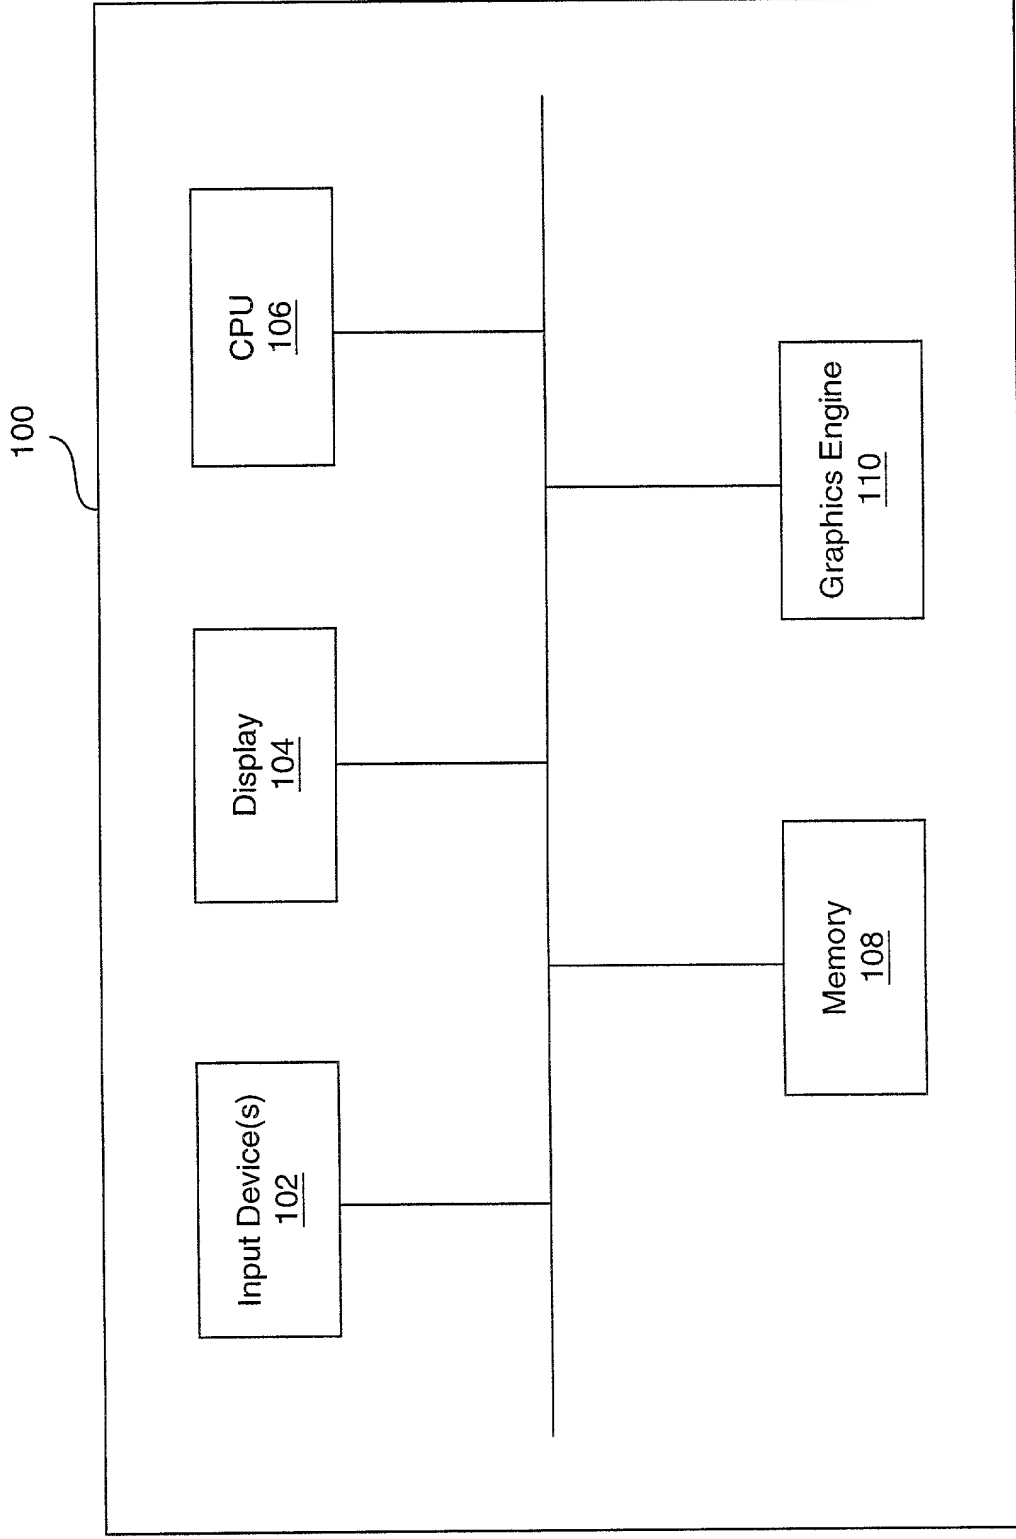 100
Input Device(s)
102
Display
104
CPU
106
Memory
108
Graphics Engine
110